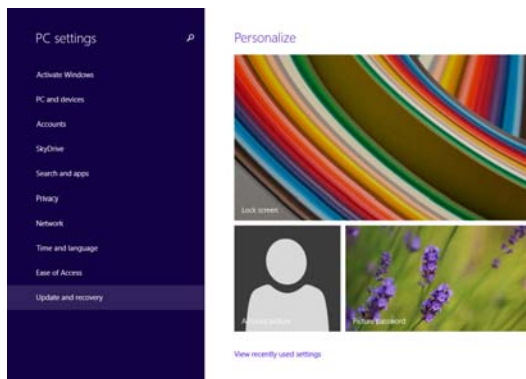 PC settings
Activate Windows
PC and devices
Accounts
SkyDrive
Search and apps
Privacy
Network
Time and language
Ease of Access
Update and recovery
Personalize
Lock screen
Account picture
Picture password
View recently used settings